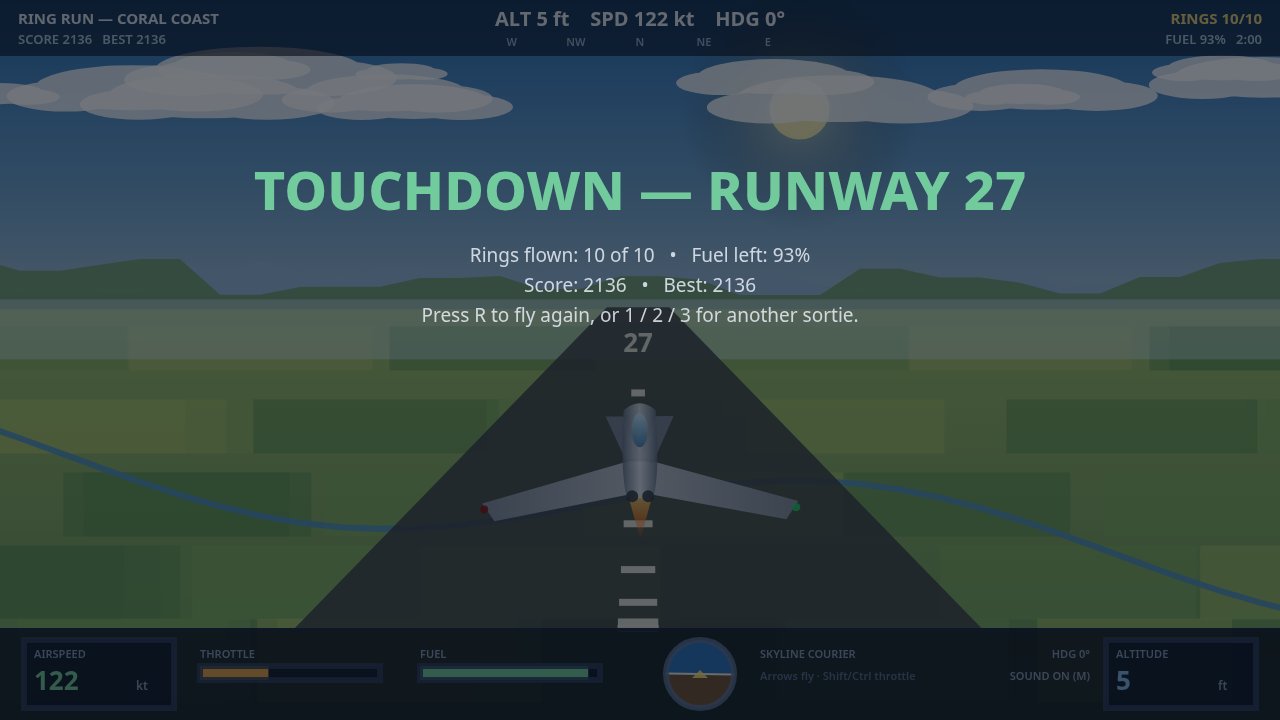 RING RUN — CORAL COAST
SCORE 2136 BEST 2136
ALT 5 ft SPD 122 kt HDG 0°
W NW N NE E
RINGS 10/10
FUEL 93% 2:00
TOUCHDOWN — RUNWAY 27
Rings flown: 10 of 10 • Fuel left: 93%
Score: 2136 • Best: 2136
Press R to fly again, or 1 / 2 / 3 for another sortie.
27
AIRSPEED
122 kt
THROTTLE
FUEL
SKYLINE COURIER
Arrows fly · Shift/Ctrl throttle
HDG 0°
SOUND ON (M)
ALTITUDE
5 ft